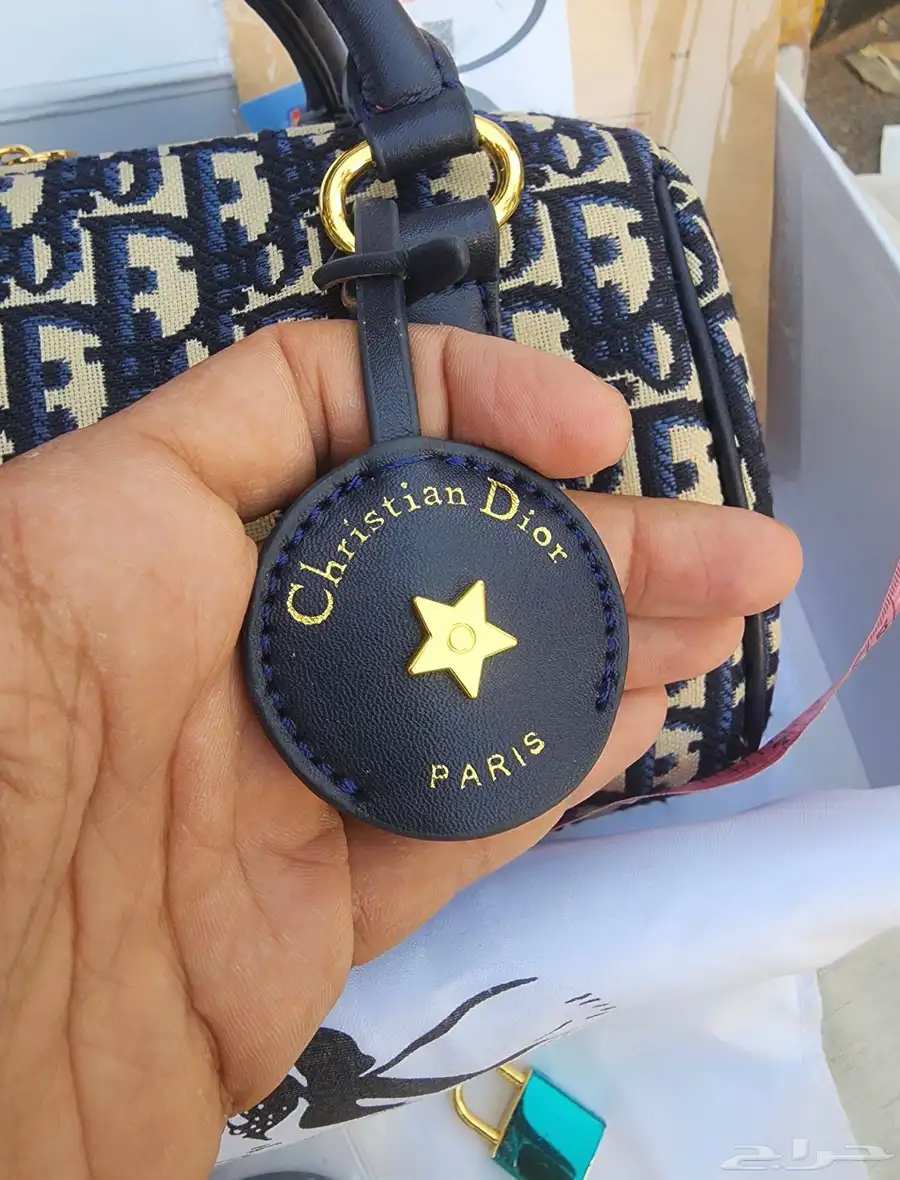 Christian Dior
PARIS
حراج